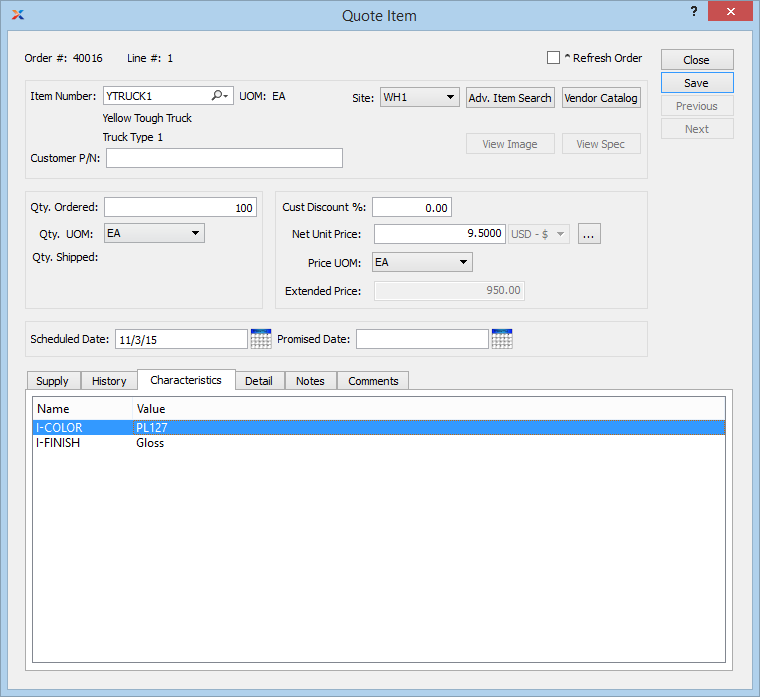 Quote Item
?
Order #: 40016 Line #: 1 ^ Refresh Order
Close
Save
Previous
Next
Item Number: YTRUCK1 UOM: EA Site: WH1 Adv. Item Search Vendor Catalog
Yellow Tough Truck
Truck Type 1
View Image View Spec
Customer P/N:
Qty. Ordered: 100
Qty. UOM: EA
Qty. Shipped:
Cust Discount %: 0.00
Net Unit Price: 9.5000 USD - $ ...
Price UOM: EA
Extended Price: 950.00
Scheduled Date: 11/3/15 Promised Date:
Supply History Characteristics Detail Notes Comments
Name Value
I-COLOR PL127
I-FINISH Gloss